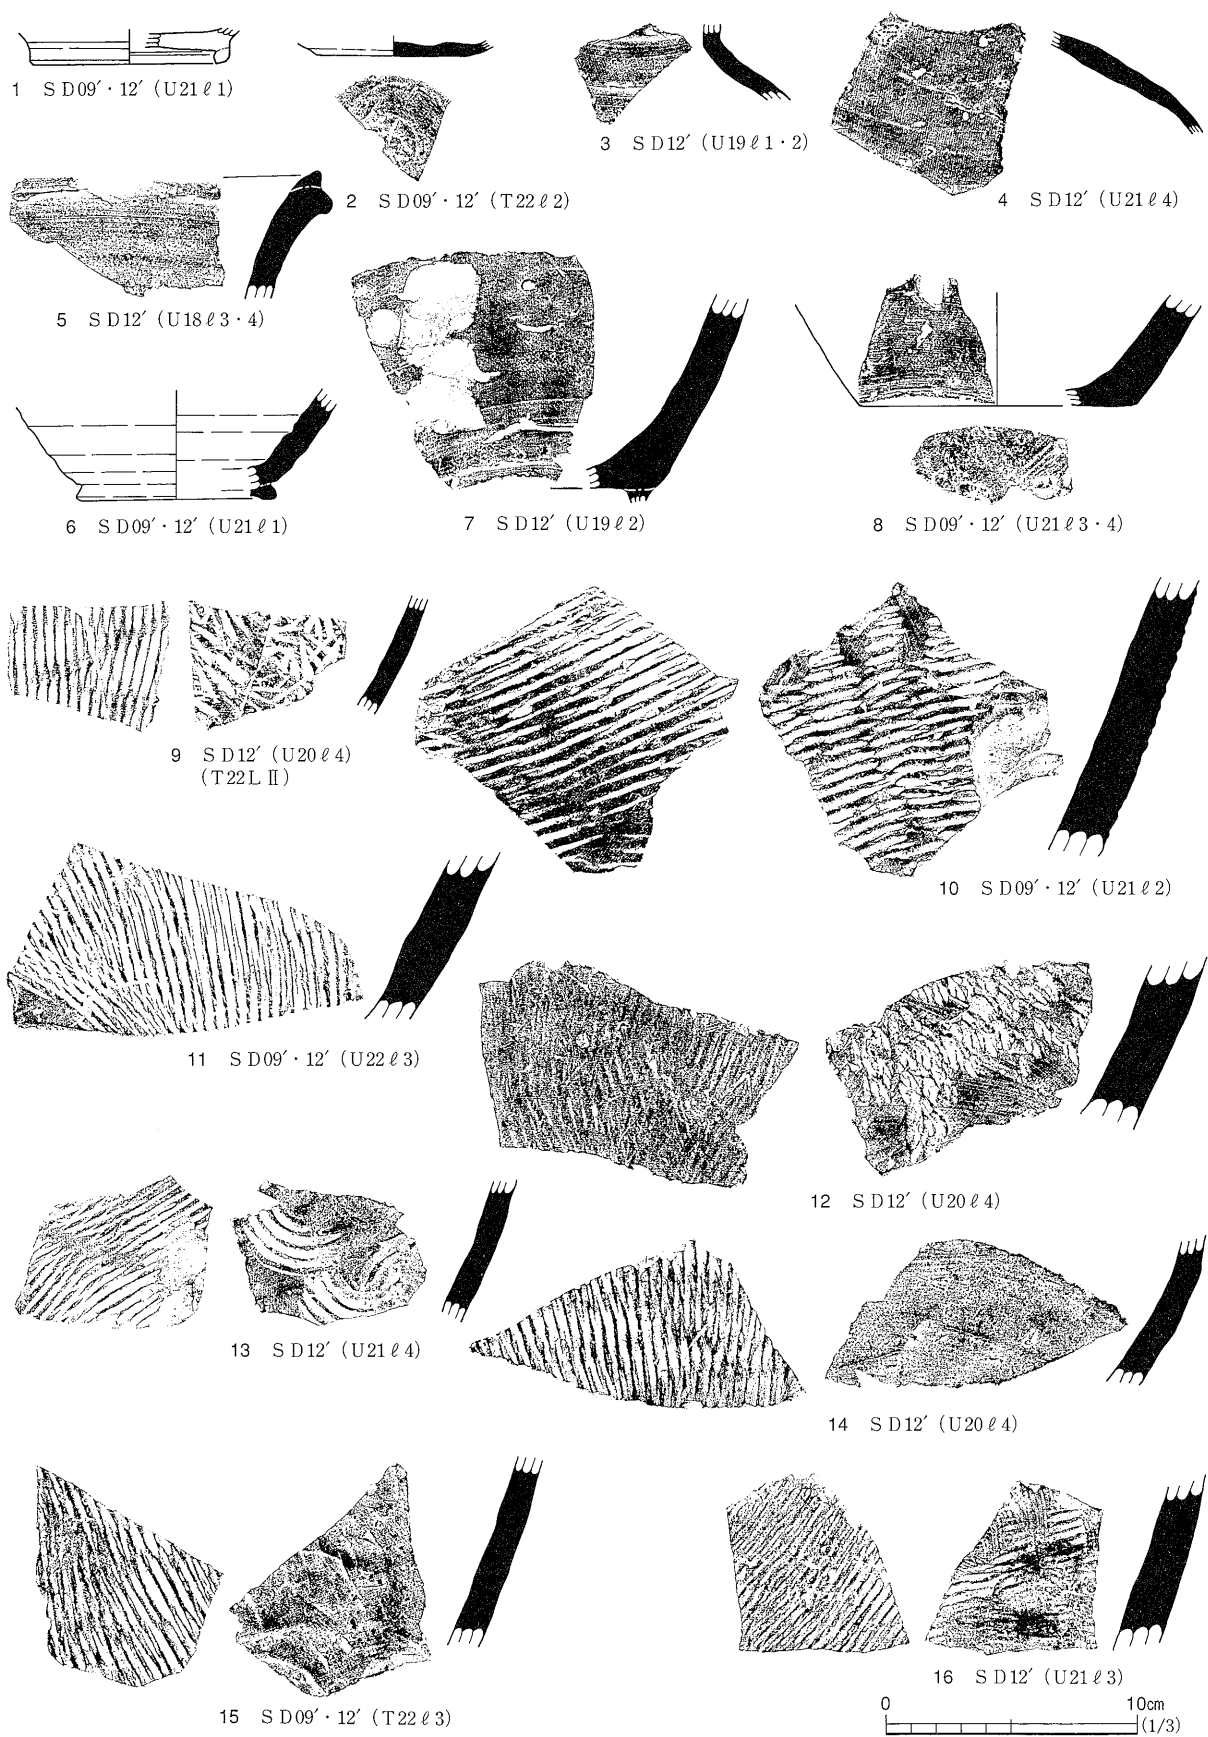 1 SD09′・12′（U21ℓ1）
2 SD09′・12′（T22ℓ2）
3 SD12′（U19ℓ1・2）
4 SD12′（U21ℓ4）
5 SD12′（U18ℓ3・4）
6 SD09′・12′（U21ℓ1）
7 SD12′（U19ℓ2）
8 SD09′・12′（U21ℓ3・4）
9 SD12′（U20ℓ4）
（T22LⅡ）
10 SD09′・12′（U21ℓ2）
11 SD09′・12′（U22ℓ3）
12 SD12′（U20ℓ4）
13 SD12′（U21ℓ4）
14 SD12′（U20ℓ4）
15 SD09′・12′（T22ℓ3）
16 SD12′（U21ℓ3）
0 10cm
(1/3)